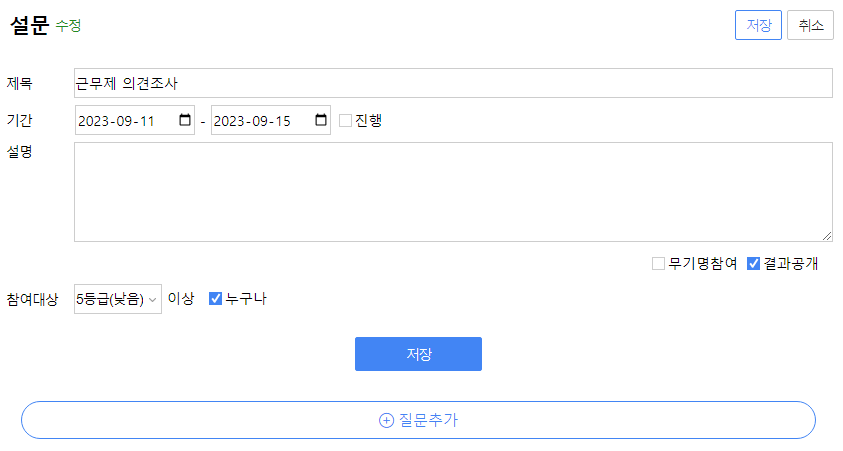 설문 수정 저장 취소
제목 근무제 의견조사
기간 2023-09-11 - 2023-09-15 진행
설명
무기명참여 결과공개
참여대상 5등급(낮음) 이상 누구나
저장
질문추가